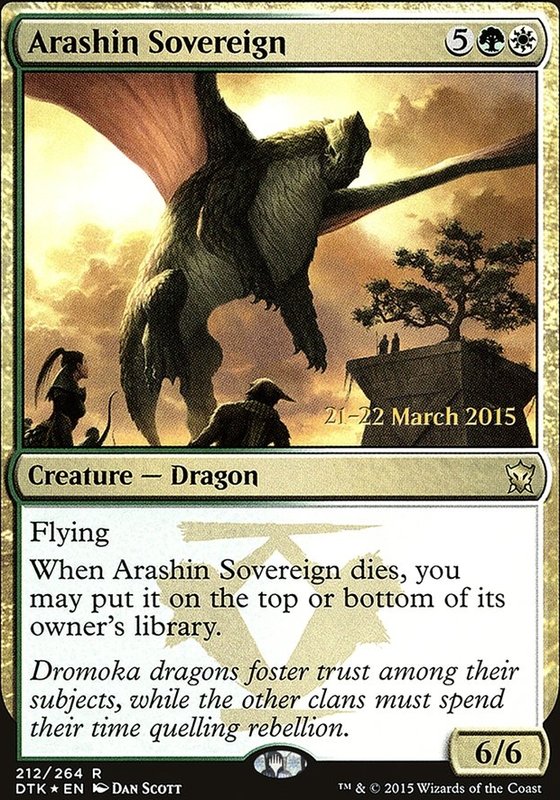 Arashin Sovereign 5
21–22 March 2015
Creature — Dragon
Flying
When Arashin Sovereign dies, you
may put it on the top or bottom of its
owner's library.
Dromoka dragons foster trust among their
subjects, while the other clans must spend
their time quelling rebellion.
6/6
212/264 R
DTK ★ EN Dan Scott
™ & © 2015 Wizards of the Coast